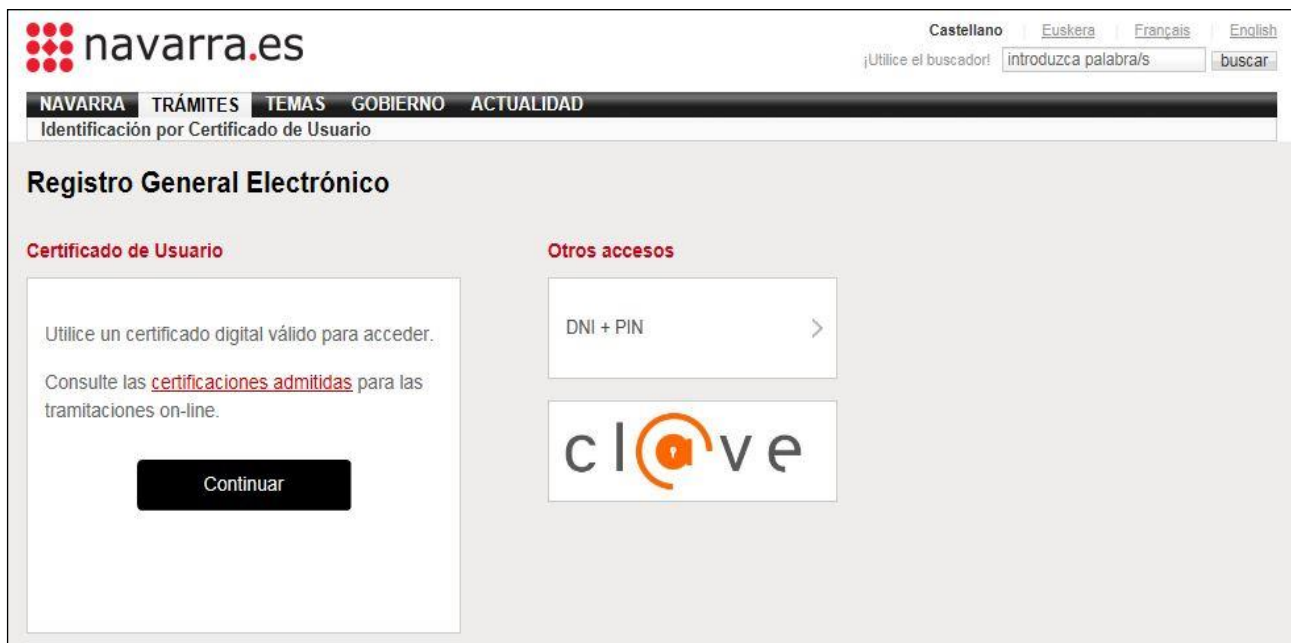 navarra.es
Castellano Euskera Français English
¡Utilice el buscador! introduzca palabra/s buscar
NAVARRA TRÁMITES TEMAS GOBIERNO ACTUALIDAD
Identificación por Certificado de Usuario
Registro General Electrónico
Certificado de Usuario
Utilice un certificado digital válido para acceder.
Consulte las certificaciones admitidas para las
tramitaciones on-line.
Continuar
Otros accesos
DNI + PIN
cl@ve